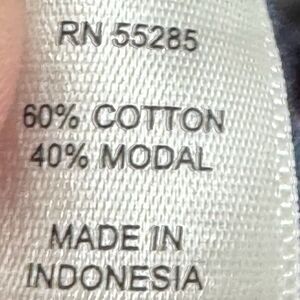 RN 55285
60% COTTON
40% MODAL
MADE IN
INDONESIA